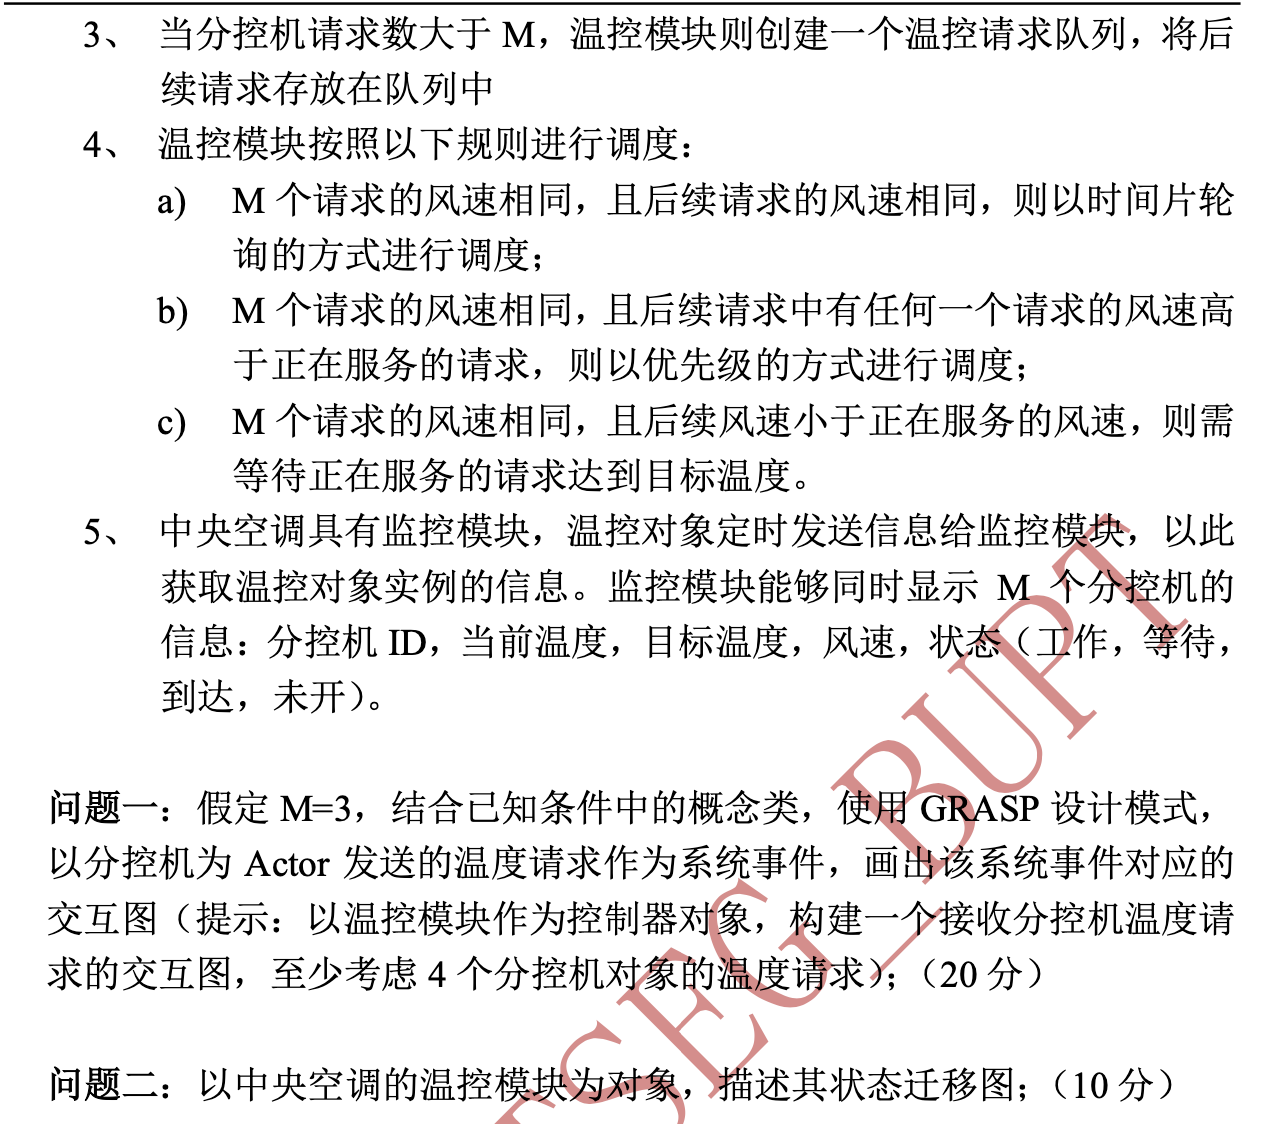 3、 当分控机请求数大于 M，温控模块则创建一个温控请求队列，将后
续请求存放在队列中
4、 温控模块按照以下规则进行调度：
a) M 个请求的风速相同，且后续请求的风速相同，则以时间片轮
询的方式进行调度；
b) M 个请求的风速相同，且后续请求中有任何一个请求的风速高
于正在服务的请求，则以优先级的方式进行调度；
c) M 个请求的风速相同，且后续风速小于正在服务的风速，则需
等待正在服务的请求达到目标温度。
5、 中央空调具有监控模块，温控对象定时发送信息给监控模块，以此
获取温控对象实例的信息。监控模块能够同时显示 M 个分控机的
信息：分控机 ID，当前温度，目标温度，风速，状态（工作，等待，
到达，未开）。
问题一：假定 M=3，结合已知条件中的概念类，使用 GRASP 设计模式，
以分控机为 Actor 发送的温度请求作为系统事件，画出该系统事件对应的
交互图（提示：以温控模块作为控制器对象，构建一个接收分控机温度请
求的交互图，至少考虑 4 个分控机对象的温度请求）；（20 分）
问题二：以中央空调的温控模块为对象，描述其状态迁移图；（10 分）
SEG_BUPT